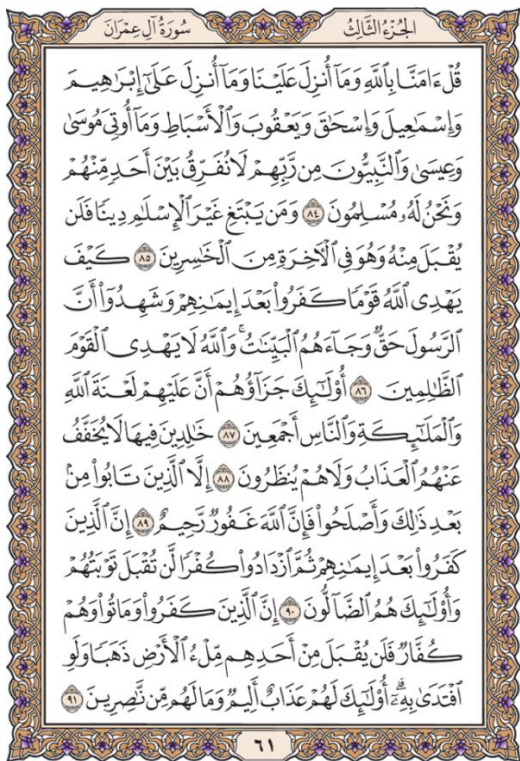 الجُزْءُ الثَّالِثُ سُورَةُ آلِ عِمْرَانَ
قُلْ ءَامَنَّا بِٱللَّهِ وَمَآ أُنزِلَ عَلَيْنَا وَمَآ أُنزِلَ عَلَىٰٓ إِبْرَٰهِيمَ
وَإِسْمَٰعِيلَ وَإِسْحَٰقَ وَيَعْقُوبَ وَٱلْأَسْبَاطِ وَمَآ أُوتِيَ مُوسَىٰ
وَعِيسَىٰ وَٱلنَّبِيُّونَ مِن رَّبِّهِمْ لَا نُفَرِّقُ بَيْنَ أَحَدٍ مِّنْهُمْ
وَنَحْنُ لَهُۥ مُسْلِمُونَ ٨٤ وَمَن يَبْتَغِ غَيْرَ ٱلْإِسْلَٰمِ دِينًا فَلَن
يُقْبَلَ مِنْهُ وَهُوَ فِي ٱلْأٓخِرَةِ مِنَ ٱلْخَٰسِرِينَ ٨٥ كَيْفَ
يَهْدِي ٱللَّهُ قَوْمًا كَفَرُوا۟ بَعْدَ إِيمَٰنِهِمْ وَشَهِدُوٓا۟ أَنَّ
ٱلرَّسُولَ حَقٌّ وَجَآءَهُمُ ٱلْبَيِّنَٰتُ ۚ وَٱللَّهُ لَا يَهْدِي ٱلْقَوْمَ
ٱلظَّٰلِمِينَ ٨٦ أُو۟لَٰٓئِكَ جَزَآؤُهُمْ أَنَّ عَلَيْهِمْ لَعْنَةَ ٱللَّهِ
وَٱلْمَلَٰٓئِكَةِ وَٱلنَّاسِ أَجْمَعِينَ ٨٧ خَٰلِدِينَ فِيهَا لَا يُخَفَّفُ
عَنْهُمُ ٱلْعَذَابُ وَلَا هُمْ يُنظَرُونَ ٨٨ إِلَّا ٱلَّذِينَ تَابُوا۟ مِنۢ
بَعْدِ ذَٰلِكَ وَأَصْلَحُوا۟ فَإِنَّ ٱللَّهَ غَفُورٌ رَّحِيمٌ ٨٩ إِنَّ ٱلَّذِينَ
كَفَرُوا۟ بَعْدَ إِيمَٰنِهِمْ ثُمَّ ٱزْدَادُوا۟ كُفْرًا لَّن تُقْبَلَ تَوْبَتُهُمْ
وَأُو۟لَٰٓئِكَ هُمُ ٱلضَّآلُّونَ ٩٠ إِنَّ ٱلَّذِينَ كَفَرُوا۟ وَمَاتُوا۟ وَهُمْ
كُفَّارٌ فَلَن يُقْبَلَ مِنْ أَحَدِهِم مِّلْءُ ٱلْأَرْضِ ذَهَبًا وَلَوِ
ٱفْتَدَىٰ بِهِۦٓ ۗ أُو۟لَٰٓئِكَ لَهُمْ عَذَابٌ أَلِيمٌ وَمَا لَهُم مِّن نَّٰصِرِينَ ٩١
٦١